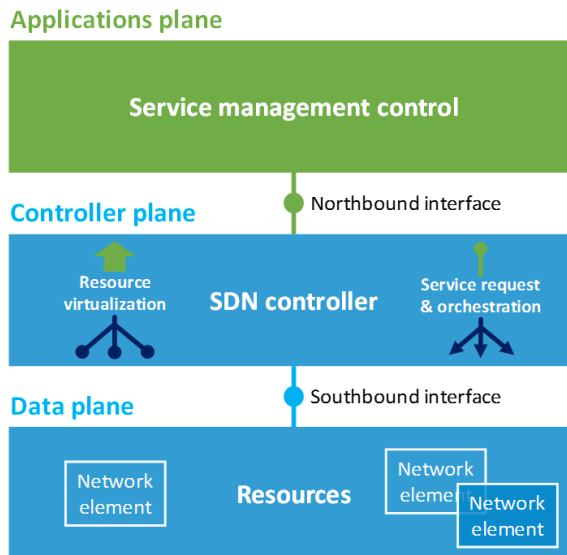 Applications plane
Service management control
Northbound interface
Controller plane
Resource
virtualization
SDN controller
Service request
& orchestration
Southbound interface
Data plane
Network
element
Resources
Network
element
Network
element